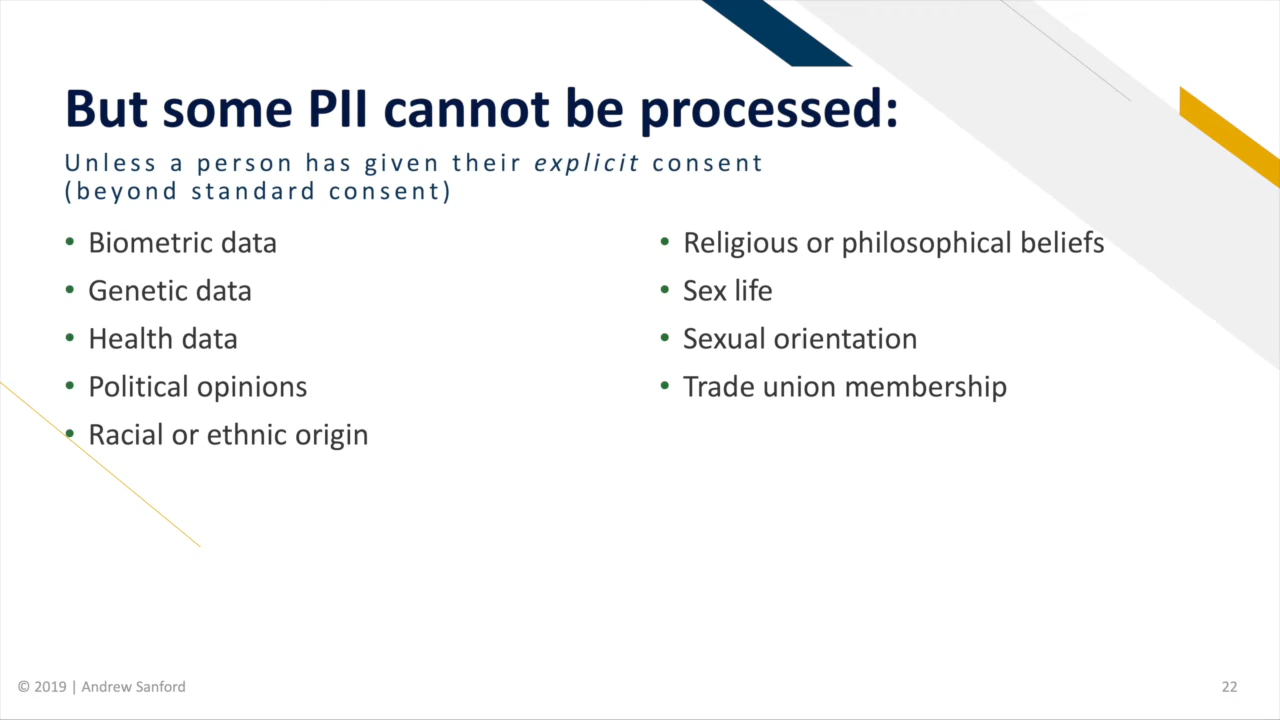 But some PII cannot be processed:
Unless a person has given their explicit consent
(beyond standard consent)
• Biometric data
• Genetic data
• Health data
• Political opinions
• Racial or ethnic origin
• Religious or philosophical beliefs
• Sex life
• Sexual orientation
• Trade union membership
© 2019 | Andrew Sanford
22